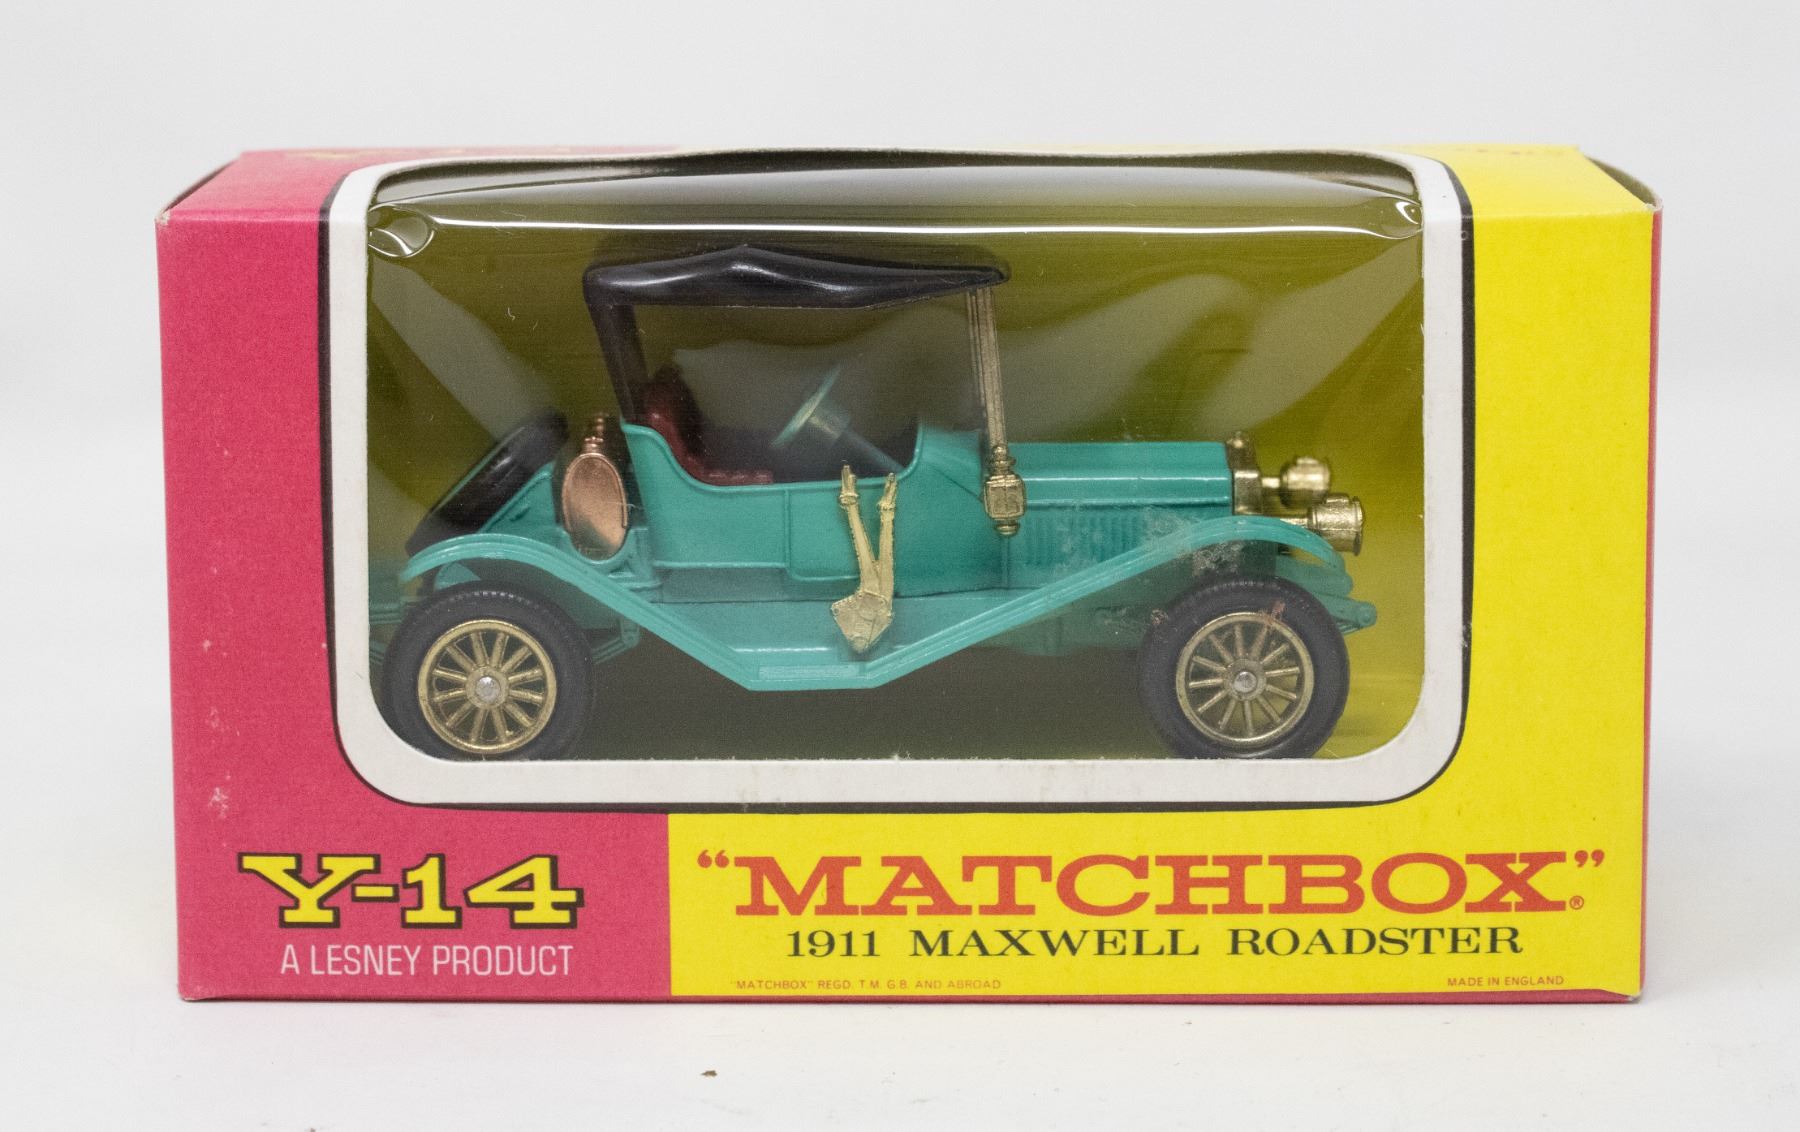 Y-14
A LESNEY PRODUCT
"MATCHBOX"®
1911 MAXWELL ROADSTER
"MATCHBOX" REGD. T.M. G.B. AND ABROAD
MADE IN ENGLAND